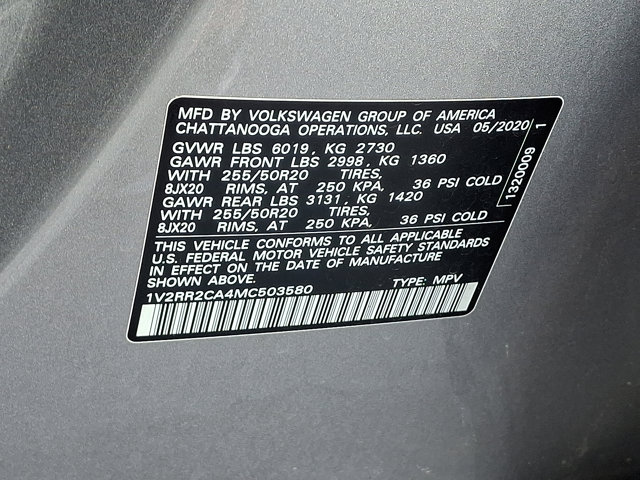 MFD BY VOLKSWAGEN GROUP OF AMERICA
CHATTANOOGA OPERATIONS, LLC. USA 05/2020
GVWR LBS 6019, KG 2730
GAWR FRONT LBS 2998, KG 1360
WITH 255/50R20 TIRES,
8JX20 RIMS, AT 250 KPA, 36 PSI COLD
GAWR REAR LBS 3131, KG 1420
WITH 255/50R20 TIRES,
8JX20 RIMS, AT 250 KPA, 36 PSI COLD
THIS VEHICLE CONFORMS TO ALL APPLICABLE
U.S. FEDERAL MOTOR VEHICLE SAFETY STANDARDS
IN EFFECT ON THE DATE OF MANUFACTURE
SHOWN ABOVE.
1V2RR2CA4MC503580 TYPE: MPV
1320009 1